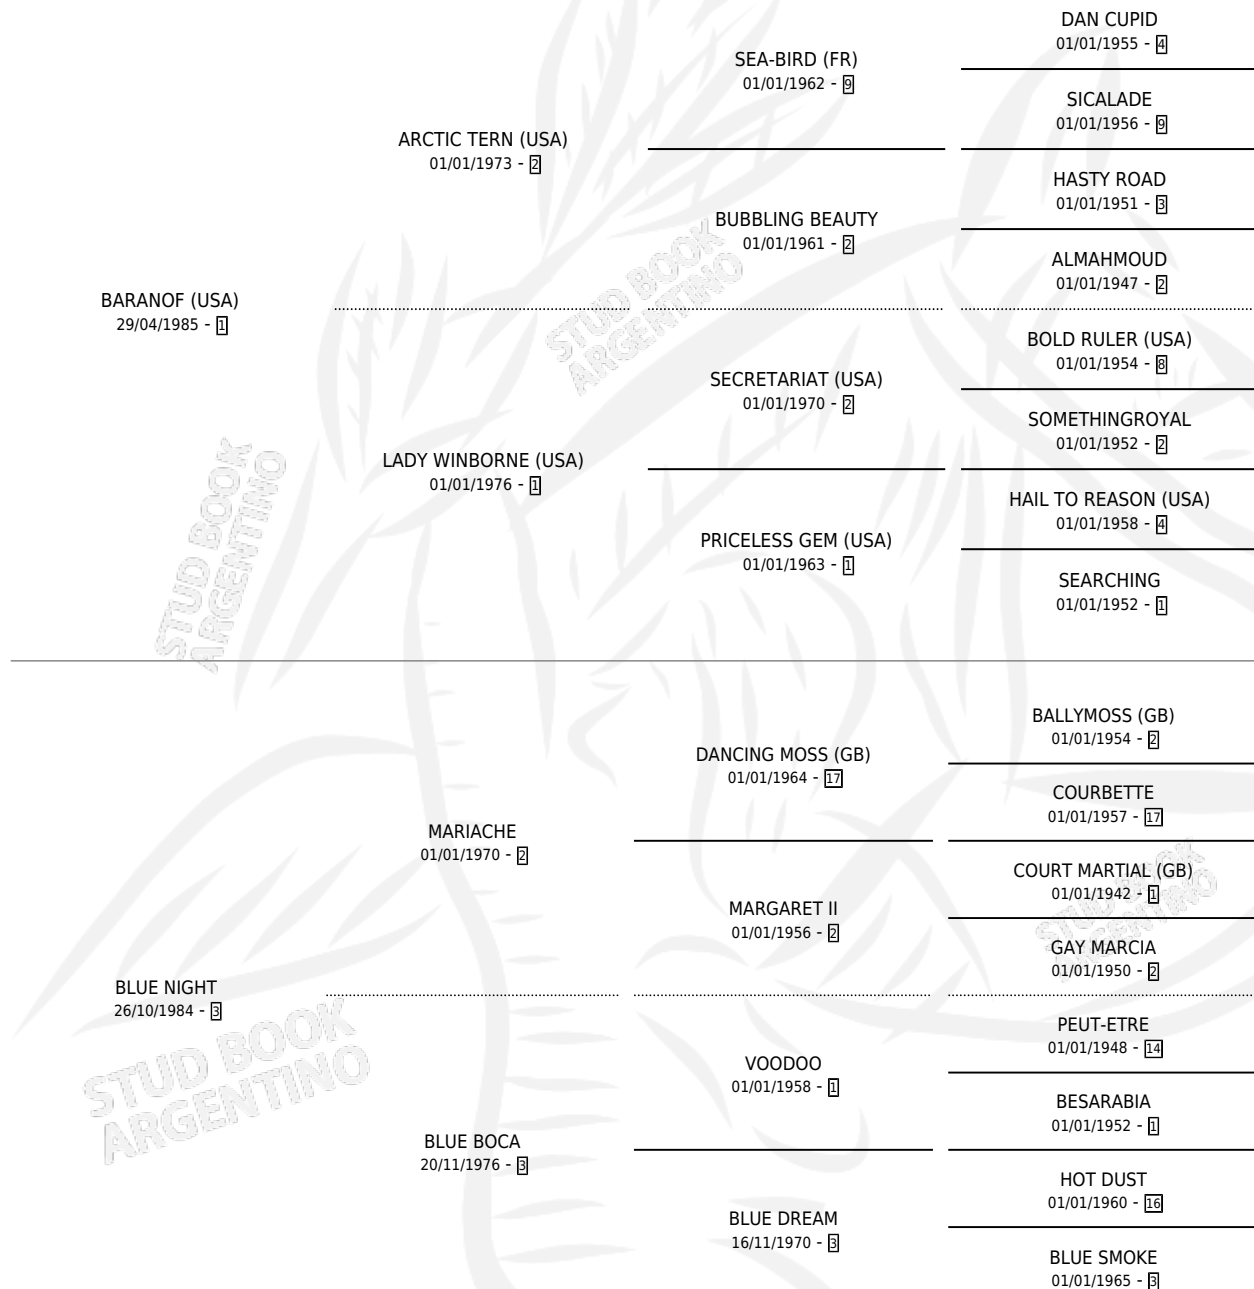 DAN CUPID
01/01/1955 - 4
SEA-BIRD (FR)
01/01/1962 - 9
SICALADE
01/01/1956 - 9
ARCTIC TERN (USA)
01/01/1973 - 2
HASTY ROAD
01/01/1951 - 3
BUBBLING BEAUTY
01/01/1961 - 2
ALMAHMOUD
01/01/1947 - 2
BARANOF (USA)
29/04/1985 - 1
STUD BOOK
ARGENTINO
BOLD RULER (USA)
01/01/1954 - 8
SECRETARIAT (USA)
01/01/1970 - 2
SOMETHINGROYAL
01/01/1952 - 2
LADY WINBORNE (USA)
01/01/1976 - 1
HAIL TO REASON (USA)
01/01/1958 - 4
PRICELESS GEM (USA)
01/01/1963 - 1
SEARCHING
01/01/1952 - 1
STUD BOOK
ARGENTINO
BALLYMOSS (GB)
01/01/1954 - 2
DANCING MOSS (GB)
01/01/1964 - 17
COURBETTE
01/01/1957 - 17
MARIACHE
01/01/1970 - 2
COURT MARTIAL (GB)
01/01/1942 - 1
MARGARET II
01/01/1956 - 2
GAY MARCIA
01/01/1950 - 2
STUD BOOK
ARGENTINO
BLUE NIGHT
26/10/1984 - 3
PEUT-ETRE
01/01/1948 - 14
VOODOO
01/01/1958 - 1
BESARABIA
01/01/1952 - 1
STUD BOOK
ARGENTINO
BLUE BOCA
20/11/1976 - 3
HOT DUST
01/01/1960 - 16
BLUE DREAM
16/11/1970 - 3
BLUE SMOKE
01/01/1965 - 3